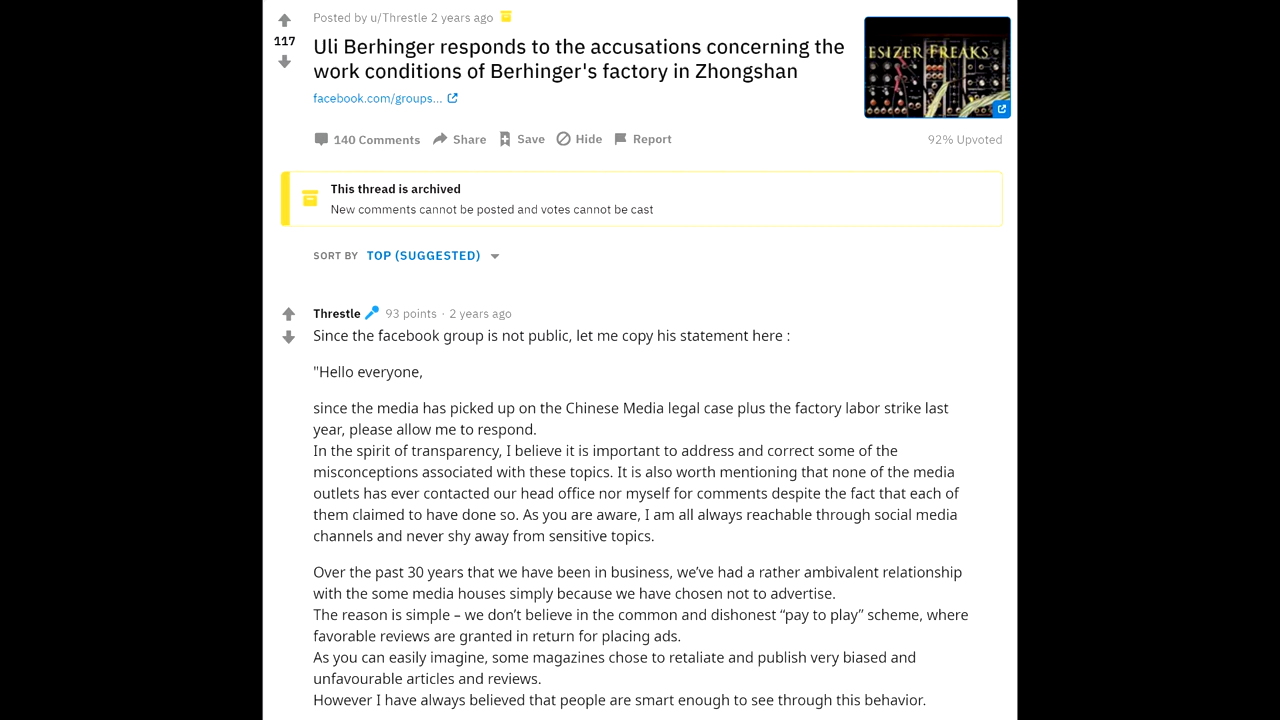 Posted by u/Threstle 2 years ago
117
Uli Berhinger responds to the accusations concerning the
work conditions of Berhinger's factory in Zhongshan
facebook.com/groups...
ESIZER FREAKS
140 Comments Share Save Hide Report
92% Upvoted
This thread is archived
New comments cannot be posted and votes cannot be cast
SORT BY TOP (SUGGESTED)
Threstle 93 points · 2 years ago
Since the facebook group is not public, let me copy his statement here :
"Hello everyone,
since the media has picked up on the Chinese Media legal case plus the factory labor strike last
year, please allow me to respond.
In the spirit of transparency, I believe it is important to address and correct some of the
misconceptions associated with these topics. It is also worth mentioning that none of the media
outlets has ever contacted our head office nor myself for comments despite the fact that each of
them claimed to have done so. As you are aware, I am all always reachable through social media
channels and never shy away from sensitive topics.
Over the past 30 years that we have been in business, we’ve had a rather ambivalent relationship
with the some media houses simply because we have chosen not to advertise.
The reason is simple – we don’t believe in the common and dishonest “pay to play” scheme, where
favorable reviews are granted in return for placing ads.
As you can easily imagine, some magazines chose to retaliate and publish very biased and
unfavourable articles and reviews.
However I have always believed that people are smart enough to see through this behavior.